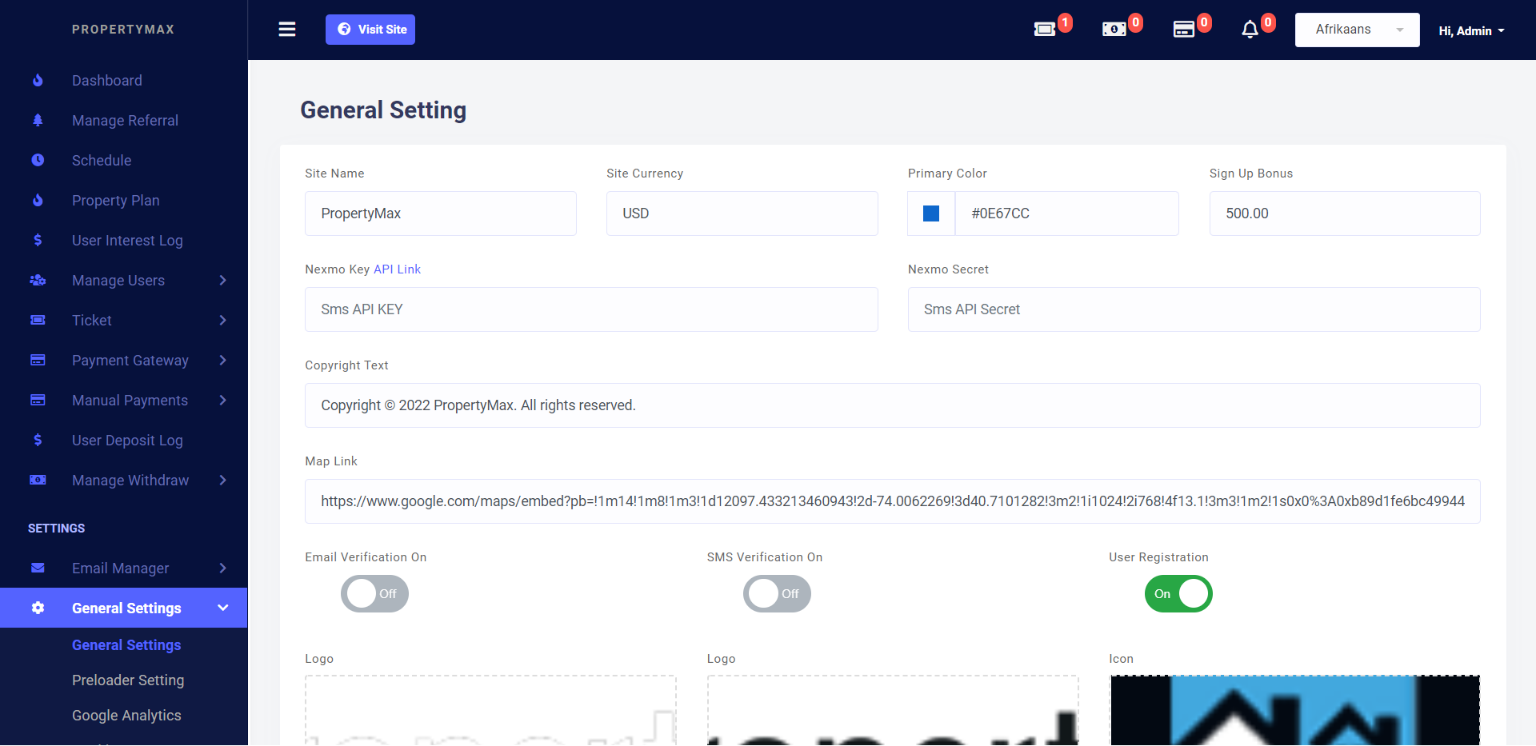 PROPERTYMAX
Visit Site
1
0
0
0
Afrikaans
Hi, Admin
Dashboard
Manage Referral
Schedule
Property Plan
User Interest Log
Manage Users
Ticket
Payment Gateway
Manual Payments
User Deposit Log
Manage Withdraw
SETTINGS
Email Manager
General Settings
General Settings
Preloader Setting
Google Analytics
General Setting
Site Name
Site Currency
Primary Color
Sign Up Bonus
PropertyMax
USD
#0E67CC
500.00
Nexmo Key API Link
Nexmo Secret
Sms API KEY
Sms API Secret
Copyright Text
Copyright © 2022 PropertyMax. All rights reserved.
Map Link
https://www.google.com/maps/embed?pb=!1m14!1m8!1m3!1d12097.433213460943!2d-74.0062269!3d40.7101282!3m2!1i1024!2i768!4f13.1!3m3!1m2!1s0x0%3A0xb89d1fe6bc49944
Email Verification On
SMS Verification On
User Registration
Off
Off
On
Logo
Logo
Icon